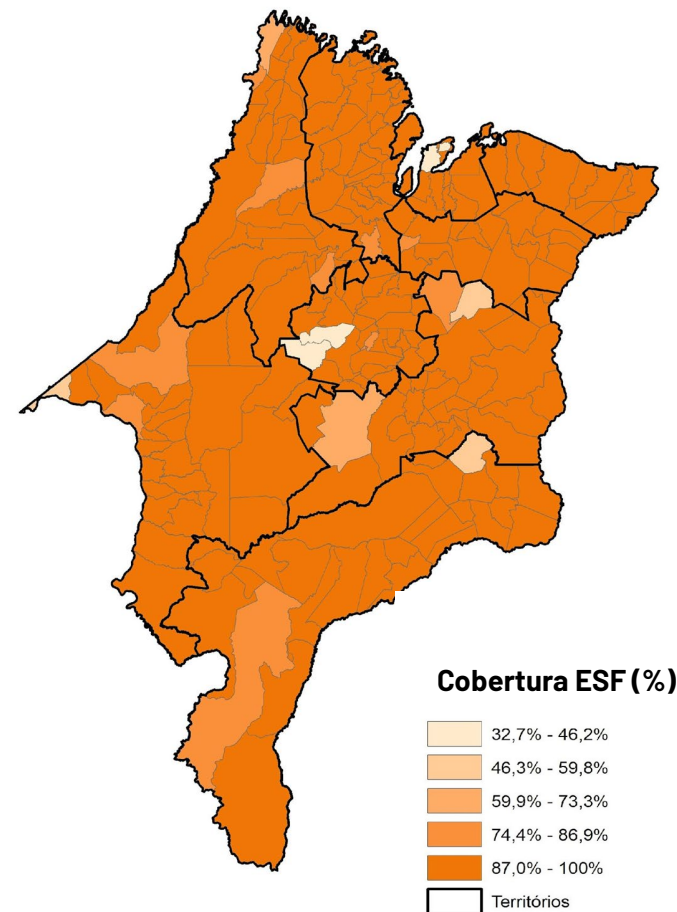 Cobertura ESF (%)
32,7% - 46,2%
46,3% - 59,8%
59,9% - 73,3%
74,4% - 86,9%
87,0% - 100%
Territórios